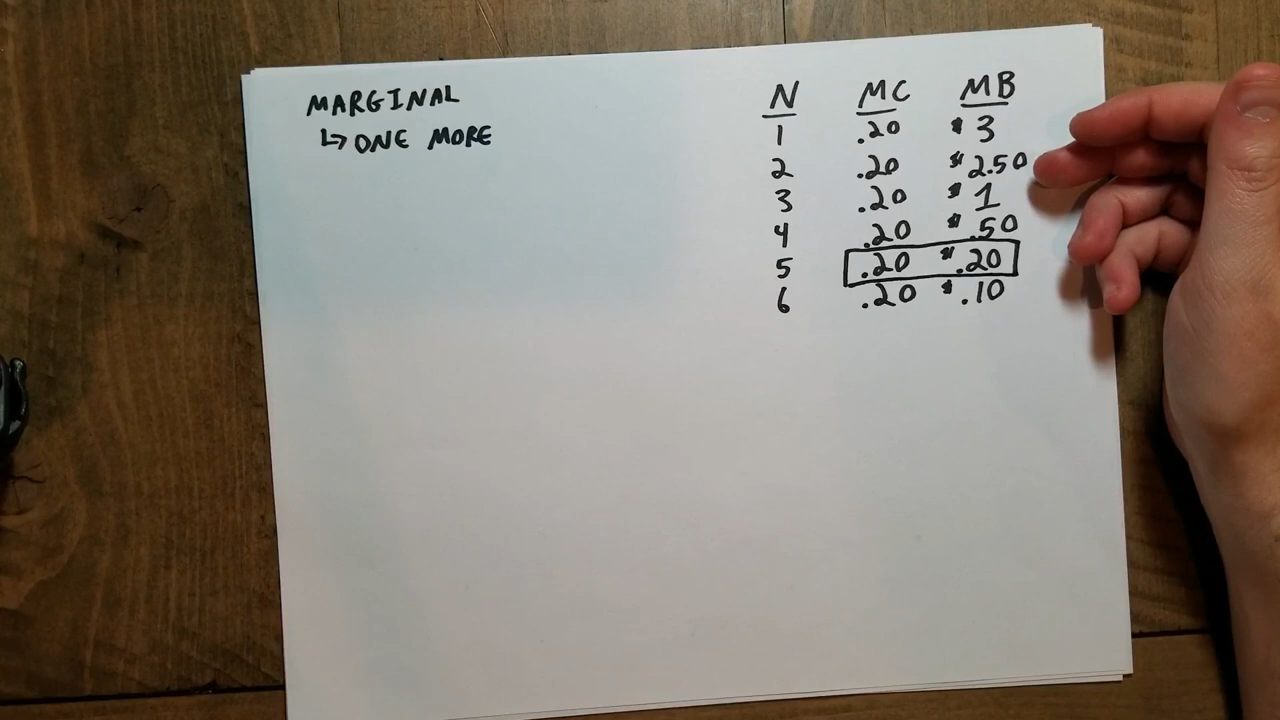 MARGINAL
↳ ONE MORE
N MC MB
1 .20 $3
2 .20 $2.50
3 .20 $1
4 .20 $.50
5 .20 $.20
6 .20 $.10